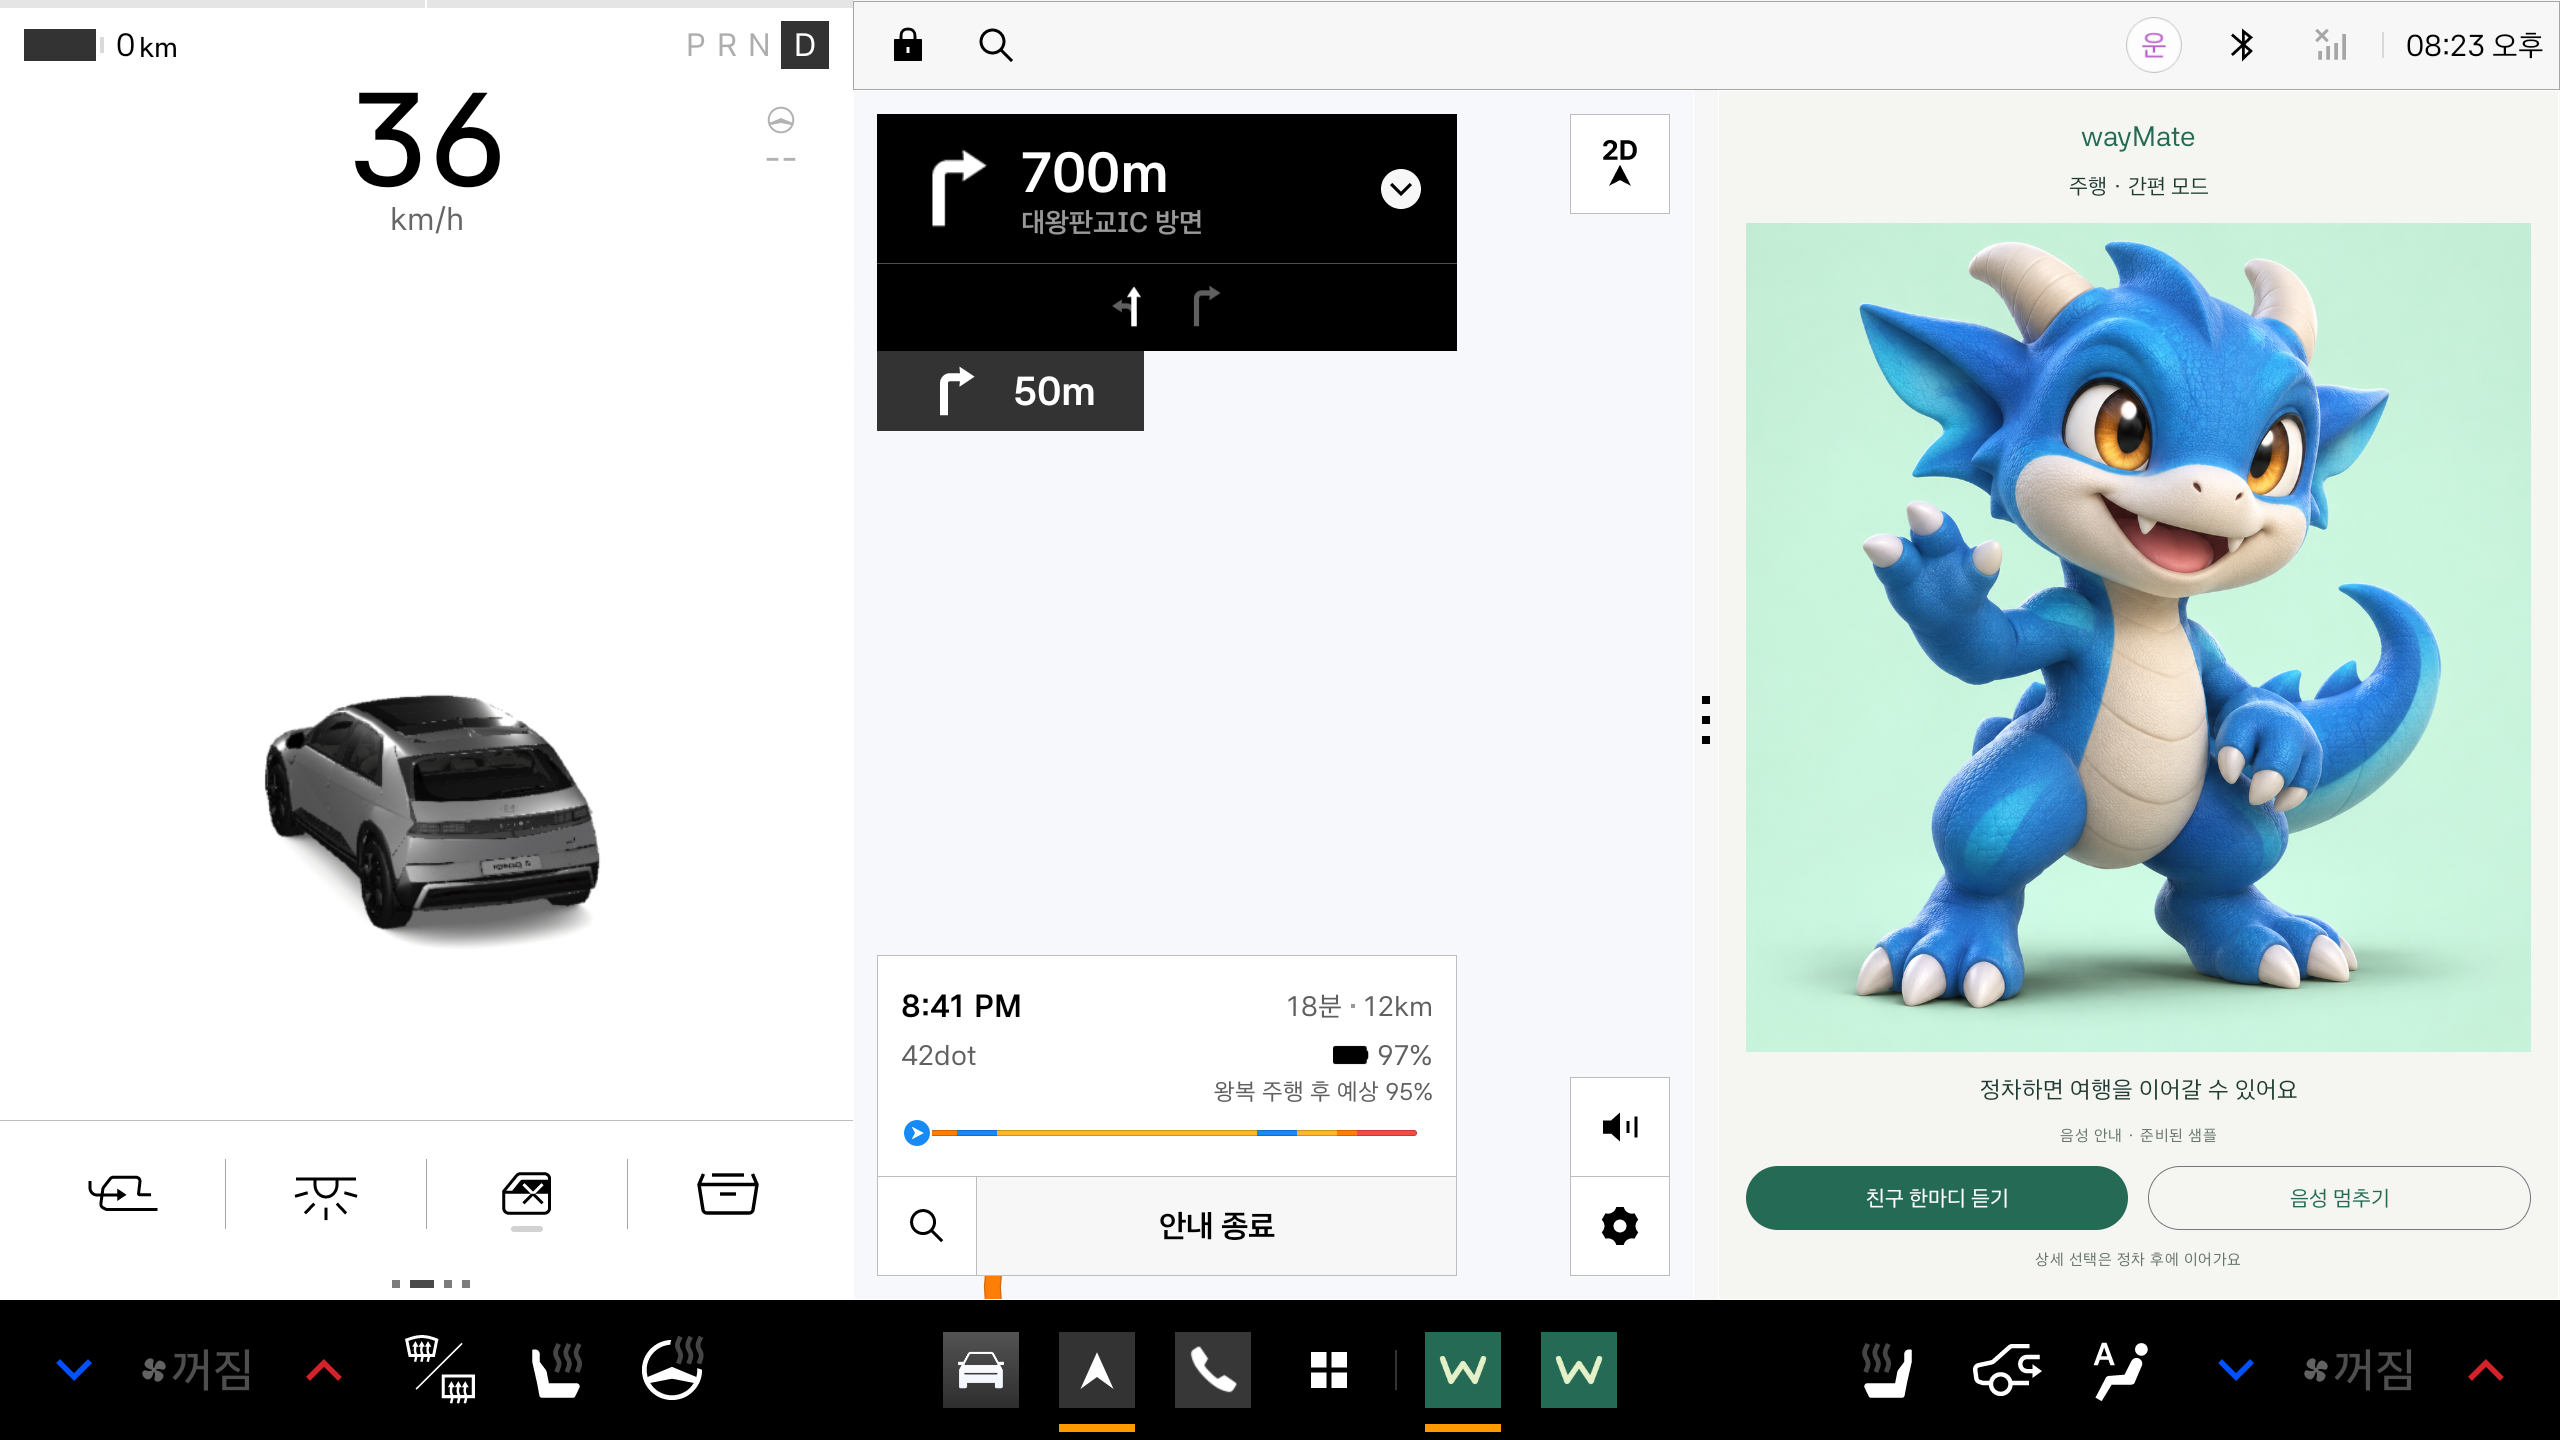 0 km
P R N D
36
km/h
--
운
08:23 오후
700m
대왕판교IC 방면
50m
2D
8:41 PM
18분 · 12km
42dot
97%
왕복 주행 후 예상 95%
안내 종료
wayMate
주행 · 간편 모드
정차하면 여행을 이어갈 수 있어요
음성 안내 · 준비된 샘플
친구 한마디 듣기
음성 멈추기
상세 선택은 정차 후에 이어가요
꺼짐
W
W
A
꺼짐